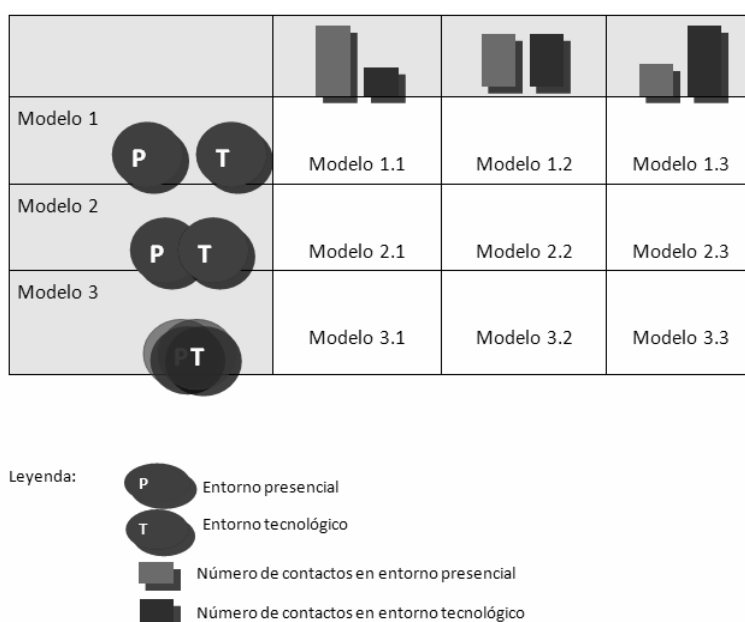 Modelo 1
P T
Modelo 1.1 Modelo 1.2 Modelo 1.3
Modelo 2
P T
Modelo 2.1 Modelo 2.2 Modelo 2.3
Modelo 3
PT
Modelo 3.1 Modelo 3.2 Modelo 3.3
Leyenda:
P Entorno presencial
T Entorno tecnológico
Número de contactos en entorno presencial
Número de contactos en entorno tecnológico